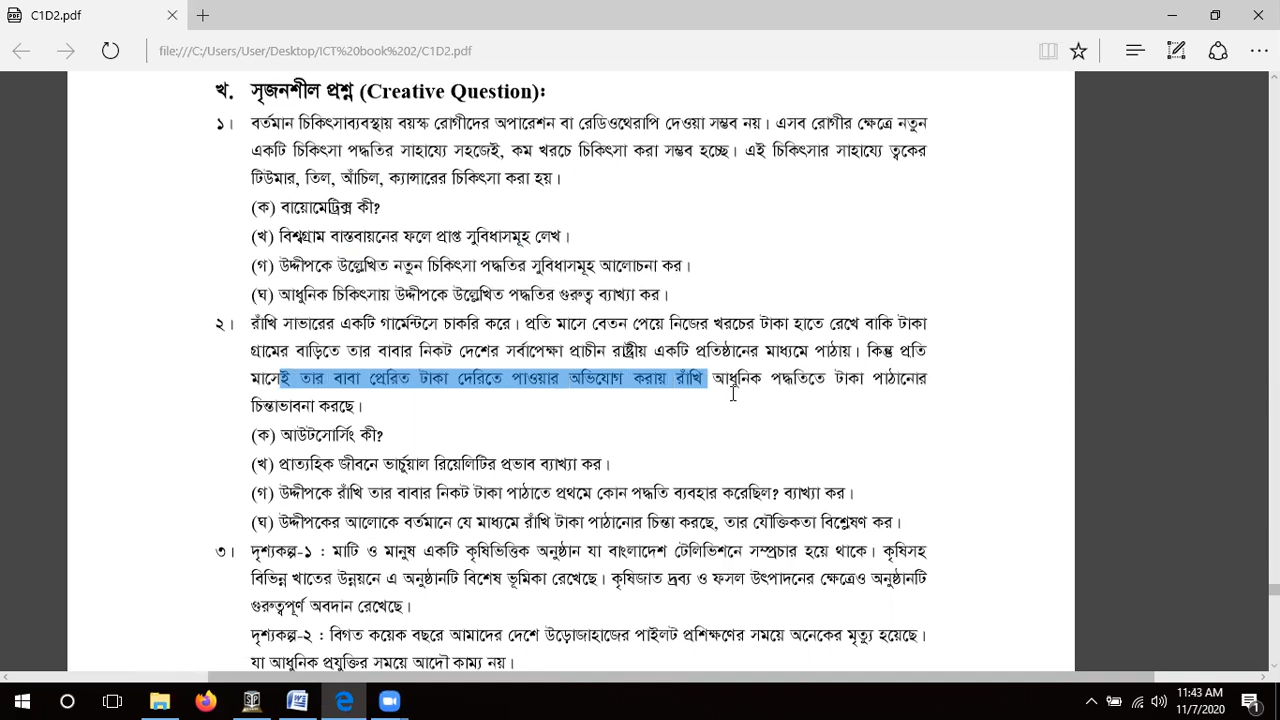 C1D2.pdf
file:///C:/Users/User/Desktop/ICT%20book%202/C1D2.pdf
খ. সৃজনশীল প্রশ্ন (Creative Question):
১। বর্তমান চিকিৎসাব্যবস্থায় বয়স্ক রোগীদের অপারেশন বা রেডিওথেরাপি দেওয়া সম্ভব নয়। এসব রোগীর ক্ষেত্রে নতুন
একটি চিকিৎসা পদ্ধতির সাহায্যে সহজেই, কম খরচে চিকিৎসা করা সম্ভব হচ্ছে। এই চিকিৎসার সাহায্যে ত্বকের
টিউমার, তিল, আঁচিল, ক্যান্সারের চিকিৎসা করা হয়।
(ক) বায়োমেট্রিক্স কী?
(খ) বিশ্বগ্রাম বাস্তবায়নের ফলে প্রাপ্ত সুবিধাসমূহ লেখ।
(গ) উদ্দীপকে উল্লেখিত নতুন চিকিৎসা পদ্ধতির সুবিধাসমূহ আলোচনা কর।
(ঘ) আধুনিক চিকিৎসায় উদ্দীপকে উল্লেখিত পদ্ধতির গুরুত্ব ব্যাখ্যা কর।
২। রাঁখি সাভারের একটি গার্মেন্টসে চাকরি করে। প্রতি মাসে বেতন পেয়ে নিজের খরচের টাকা হাতে রেখে বাকি টাকা
গ্রামের বাড়িতে তার বাবার নিকট দেশের সর্বাপেক্ষা প্রাচীন রাষ্ট্রীয় একটি প্রতিষ্ঠানের মাধ্যমে পাঠায়। কিন্তু প্রতি
মাসেই তার বাবা প্রেরিত টাকা দেরিতে পাওয়ার অভিযোগ করায় রাঁখি আধুনিক পদ্ধতিতে টাকা পাঠানোর
চিন্তাভাবনা করছে।
(ক) আউটসোর্সিং কী?
(খ) প্রাত্যহিক জীবনে ভার্চুয়াল রিয়েলিটির প্রভাব ব্যাখ্যা কর।
(গ) উদ্দীপকে রাঁখি তার বাবার নিকট টাকা পাঠাতে প্রথমে কোন পদ্ধতি ব্যবহার করেছিল? ব্যাখ্যা কর।
(ঘ) উদ্দীপকের আলোকে বর্তমানে যে মাধ্যমে রাঁখি টাকা পাঠানোর চিন্তা করছে, তার যৌক্তিকতা বিশ্লেষণ কর।
৩। দৃশ্যকল্প-১ : মাটি ও মানুষ একটি কৃষিভিত্তিক অনুষ্ঠান যা বাংলাদেশ টেলিভিশনে সম্প্রচার হয়ে থাকে। কৃষিসহ
বিভিন্ন খাতের উন্নয়নে এ অনুষ্ঠানটি বিশেষ ভূমিকা রেখেছে। কৃষিজাত দ্রব্য ও ফসল উৎপাদনের ক্ষেত্রেও অনুষ্ঠানটি
গুরুত্বপূর্ণ অবদান রেখেছে।
দৃশ্যকল্প-২ : বিগত কয়েক বছরে আমাদের দেশে উড়োজাহাজের পাইলট প্রশিক্ষণের সময়ে অনেকের মৃত্যু হয়েছে।
যা আধুনিক প্রযুক্তির সময়ে আদৌ কাম্য নয়।
11:43 AM
11/7/2020